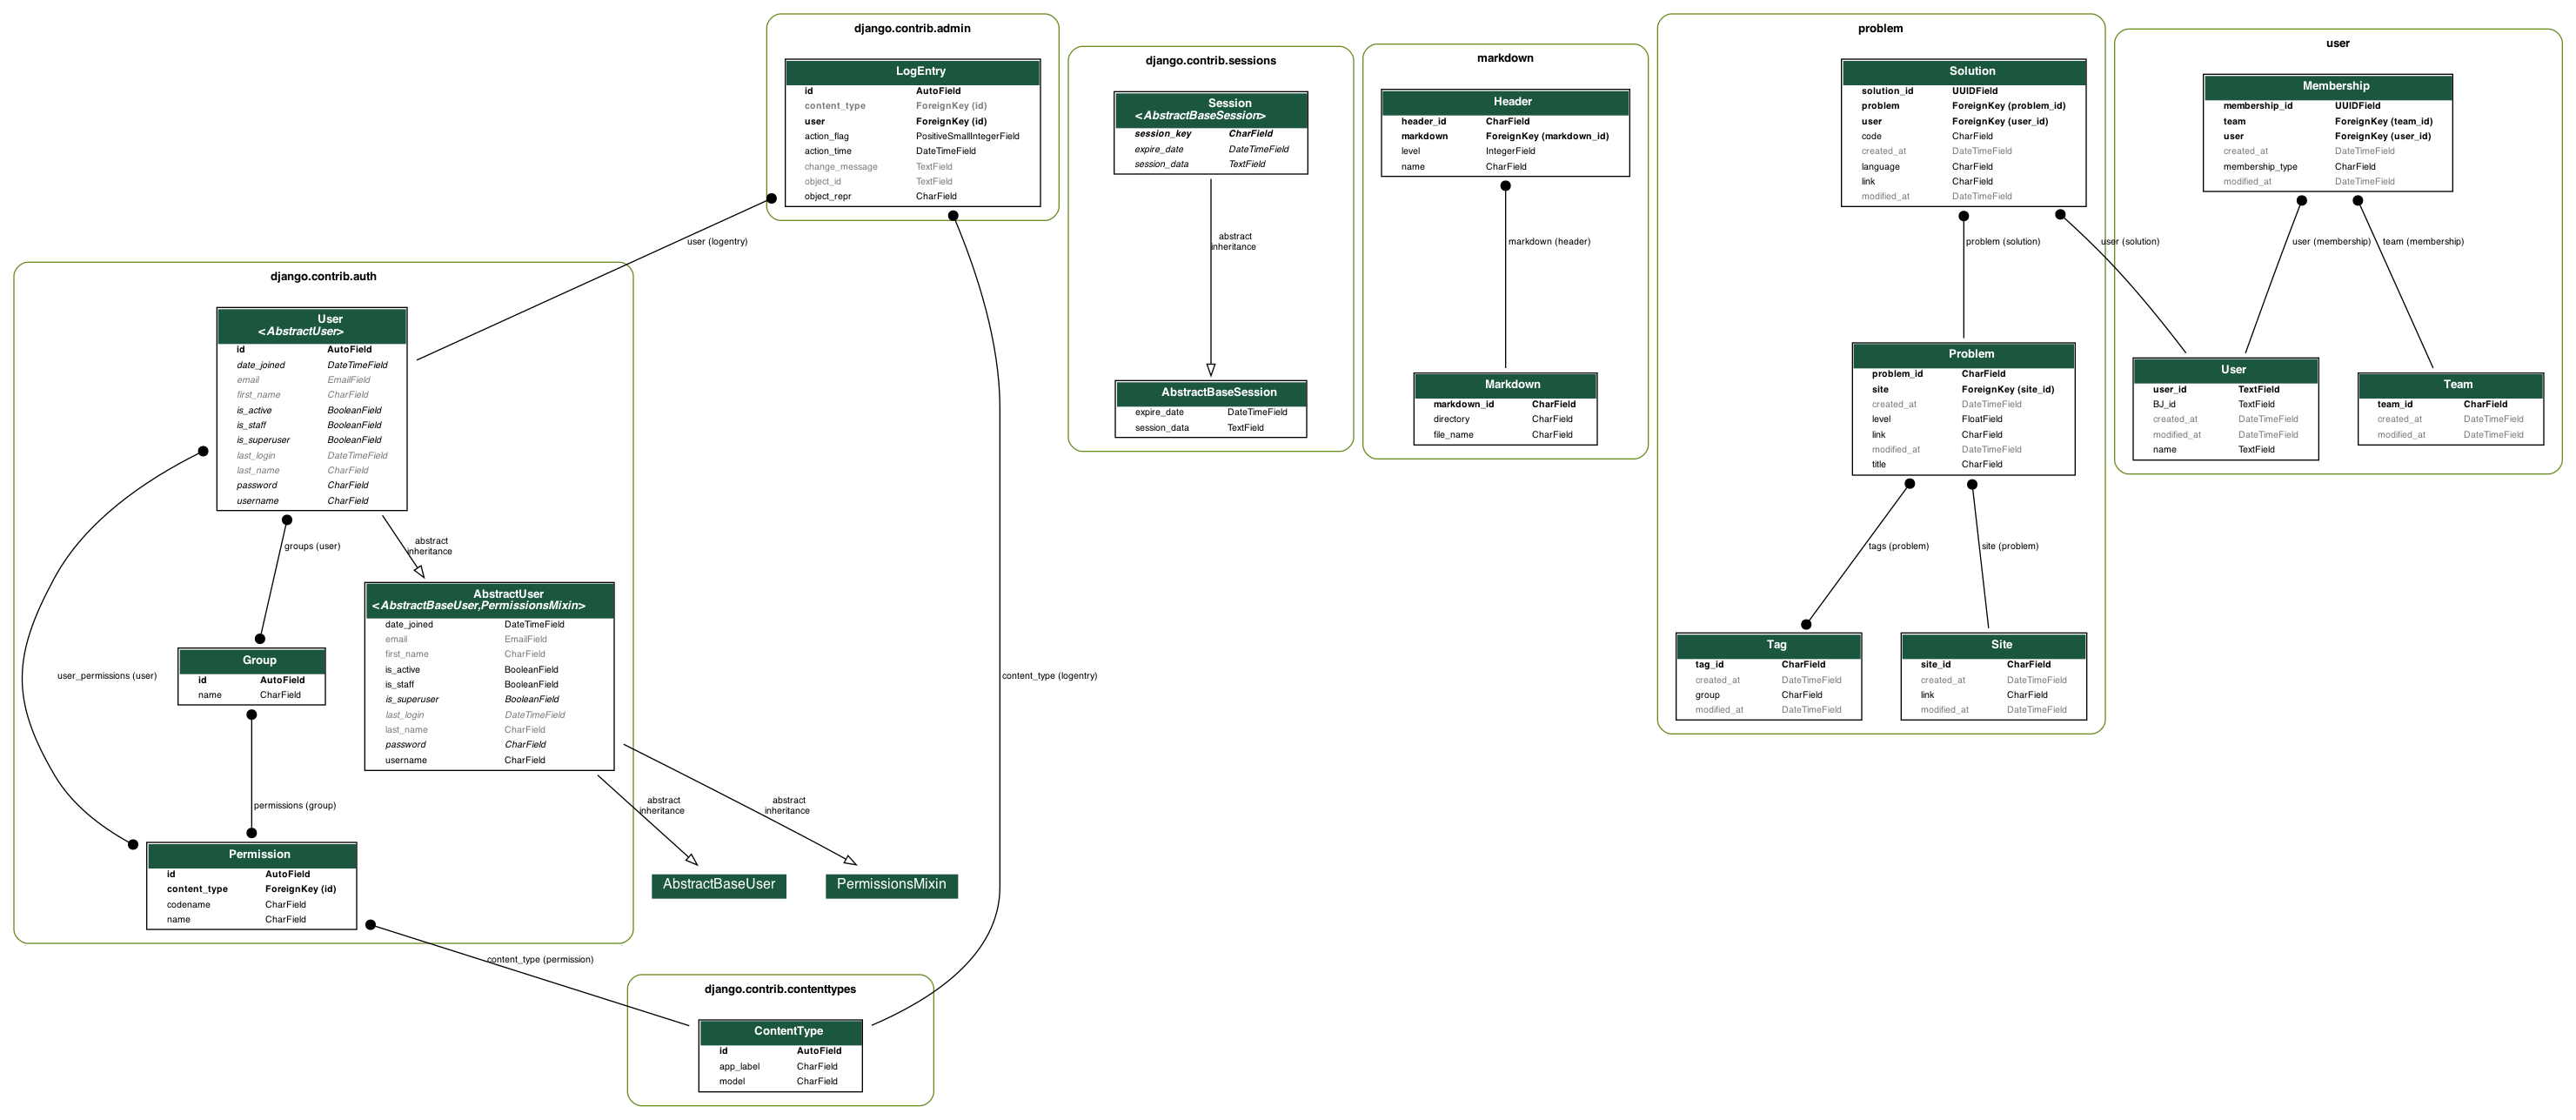 django.contrib.admin
LogEntry
id AutoField
content_type ForeignKey (id)
user ForeignKey (id)
action_flag PositiveSmallIntegerField
action_time DateTimeField
change_message TextField
object_id TextField
object_repr CharField
django.contrib.sessions
Session
<AbstractBaseSession>
session_key CharField
expire_date DateTimeField
session_data TextField
abstract
inheritance
AbstractBaseSession
expire_date DateTimeField
session_data TextField
markdown
Header
header_id CharField
markdown ForeignKey (markdown_id)
level IntegerField
name CharField
markdown (header)
Markdown
markdown_id CharField
directory CharField
file_name CharField
problem
Solution
solution_id UUIDField
problem ForeignKey (problem_id)
user ForeignKey (user_id)
code CharField
created_at DateTimeField
language CharField
link CharField
modified_at DateTimeField
problem (solution)
user (solution)
Problem
problem_id CharField
site ForeignKey (site_id)
created_at DateTimeField
level FloatField
link CharField
modified_at DateTimeField
title CharField
tags (problem)
site (problem)
Tag
tag_id CharField
created_at DateTimeField
group CharField
modified_at DateTimeField
Site
site_id CharField
created_at DateTimeField
link CharField
modified_at DateTimeField
user
Membership
membership_id UUIDField
team ForeignKey (team_id)
user ForeignKey (user_id)
created_at DateTimeField
membership_type CharField
modified_at DateTimeField
user (membership)
team (membership)
User
user_id TextField
BJ_id TextField
created_at DateTimeField
modified_at DateTimeField
name TextField
Team
team_id CharField
created_at DateTimeField
modified_at DateTimeField
user (logentry)
django.contrib.auth
User
<AbstractUser>
id AutoField
date_joined DateTimeField
email EmailField
first_name CharField
is_active BooleanField
is_staff BooleanField
is_superuser BooleanField
last_login DateTimeField
last_name CharField
password CharField
username CharField
groups (user)
abstract
inheritance
AbstractUser
<AbstractBaseUser,PermissionsMixin>
date_joined DateTimeField
email EmailField
first_name CharField
is_active BooleanField
is_staff BooleanField
is_superuser BooleanField
last_login DateTimeField
last_name CharField
password CharField
username CharField
Group
id AutoField
name CharField
user_permissions (user)
permissions (group)
Permission
id AutoField
content_type ForeignKey (id)
codename CharField
name CharField
abstract
inheritance
abstract
inheritance
AbstractBaseUser
PermissionsMixin
content_type (logentry)
content_type (permission)
django.contrib.contenttypes
ContentType
id AutoField
app_label CharField
model CharField